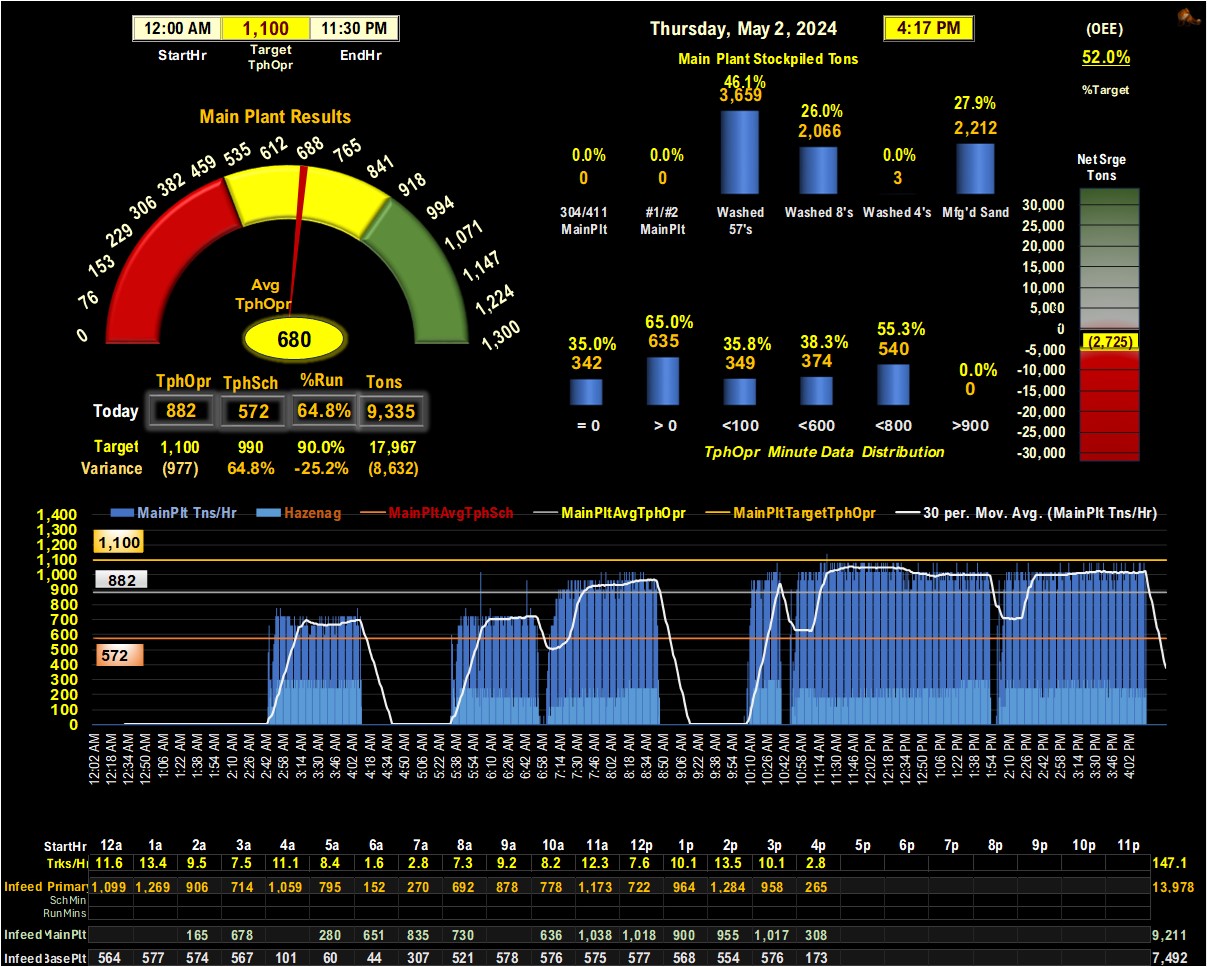 12:00 AM 1,100 11:30 PM
StartHr Target TphOpr EndHr
Thursday, May 2, 2024 4:17 PM
(OEE)
52.0%
%Target
Main Plant Stockpiled Tons
46.1% 26.0% 27.9%
3,659 2,066 2,212
0.0% 0.0% 0.0%
0 0 3
304/411 MainPlt #1/#2 MainPlt Washed 57's Washed 8's Washed 4's Mfg'd Sand
Main Plant Results
0 76 153 229 306 382 459 535 612 688 765 841 918 994 1,071 1,147 1,224 1,300
Avg
TphOpr
680
Net Srge
Tons
30,000
25,000
20,000
15,000
10,000
5,000
0
(2,725)
-5,000
-10,000
-15,000
-20,000
-25,000
-30,000
35.0% 65.0% 35.8% 38.3% 55.3% 0.0%
342 635 349 374 540 0
= 0 > 0 <100 <600 <800 >900
TphOpr Minute Data Distribution
TphOpr TphSch %Run Tons
Today 882 572 64.8% 9,335
Target 1,100 990 90.0% 17,967
Variance (977) 64.8% -25.2% (8,632)
MainPlt Tns/Hr Hazenag MainPltAvgTphSch MainPltAvgTphOpr MainPltTargetTphOpr 30 per. Mov. Avg. (MainPlt Tns/Hr)
1,400
1,300
1,200
1,100
1,000
900
800
700
600
500
400
300
200
100
0
1,100
882
572
12:02 AM 12:18 AM 12:34 AM 12:50 AM 1:06 AM 1:22 AM 1:38 AM 1:54 AM 2:10 AM 2:26 AM 2:42 AM 2:58 AM 3:14 AM 3:30 AM 3:46 AM 4:02 AM 4:18 AM 4:34 AM 4:50 AM 5:06 AM 5:22 AM 5:38 AM 5:54 AM 6:10 AM 6:26 AM 6:42 AM 6:58 AM 7:14 AM 7:30 AM 7:46 AM 8:02 AM 8:18 AM 8:34 AM 8:50 AM 9:06 AM 9:22 AM 9:38 AM 9:54 AM 10:10 AM 10:26 AM 10:42 AM 10:58 AM 11:14 AM 11:30 AM 11:46 AM 12:02 PM 12:18 PM 12:34 PM 12:50 PM 1:06 PM 1:22 PM 1:38 PM 1:54 PM 2:10 PM 2:26 PM 2:42 PM 2:58 PM 3:14 PM 3:30 PM 3:46 PM 4:02 PM
StartHr 12a 1a 2a 3a 4a 5a 6a 7a 8a 9a 10a 11a 12p 1p 2p 3p 4p 5p 6p 7p 8p 9p 10p 11p
Trks/Hr 11.6 13.4 9.5 7.5 11.1 8.4 1.6 2.8 7.3 9.2 8.2 12.3 7.6 10.1 13.5 10.1 2.8 147.1
Infeed Primary 1,099 1,269 906 714 1,059 795 152 270 692 878 778 1,173 722 964 1,284 958 265 13,978
SchMin
RunMins
Infeed MainPlt 165 678 280 651 835 730 636 1,038 1,018 900 955 1,017 308 9,211
Infeed BasePlt 564 577 574 567 101 60 44 307 521 578 576 575 577 568 554 576 173 7,492